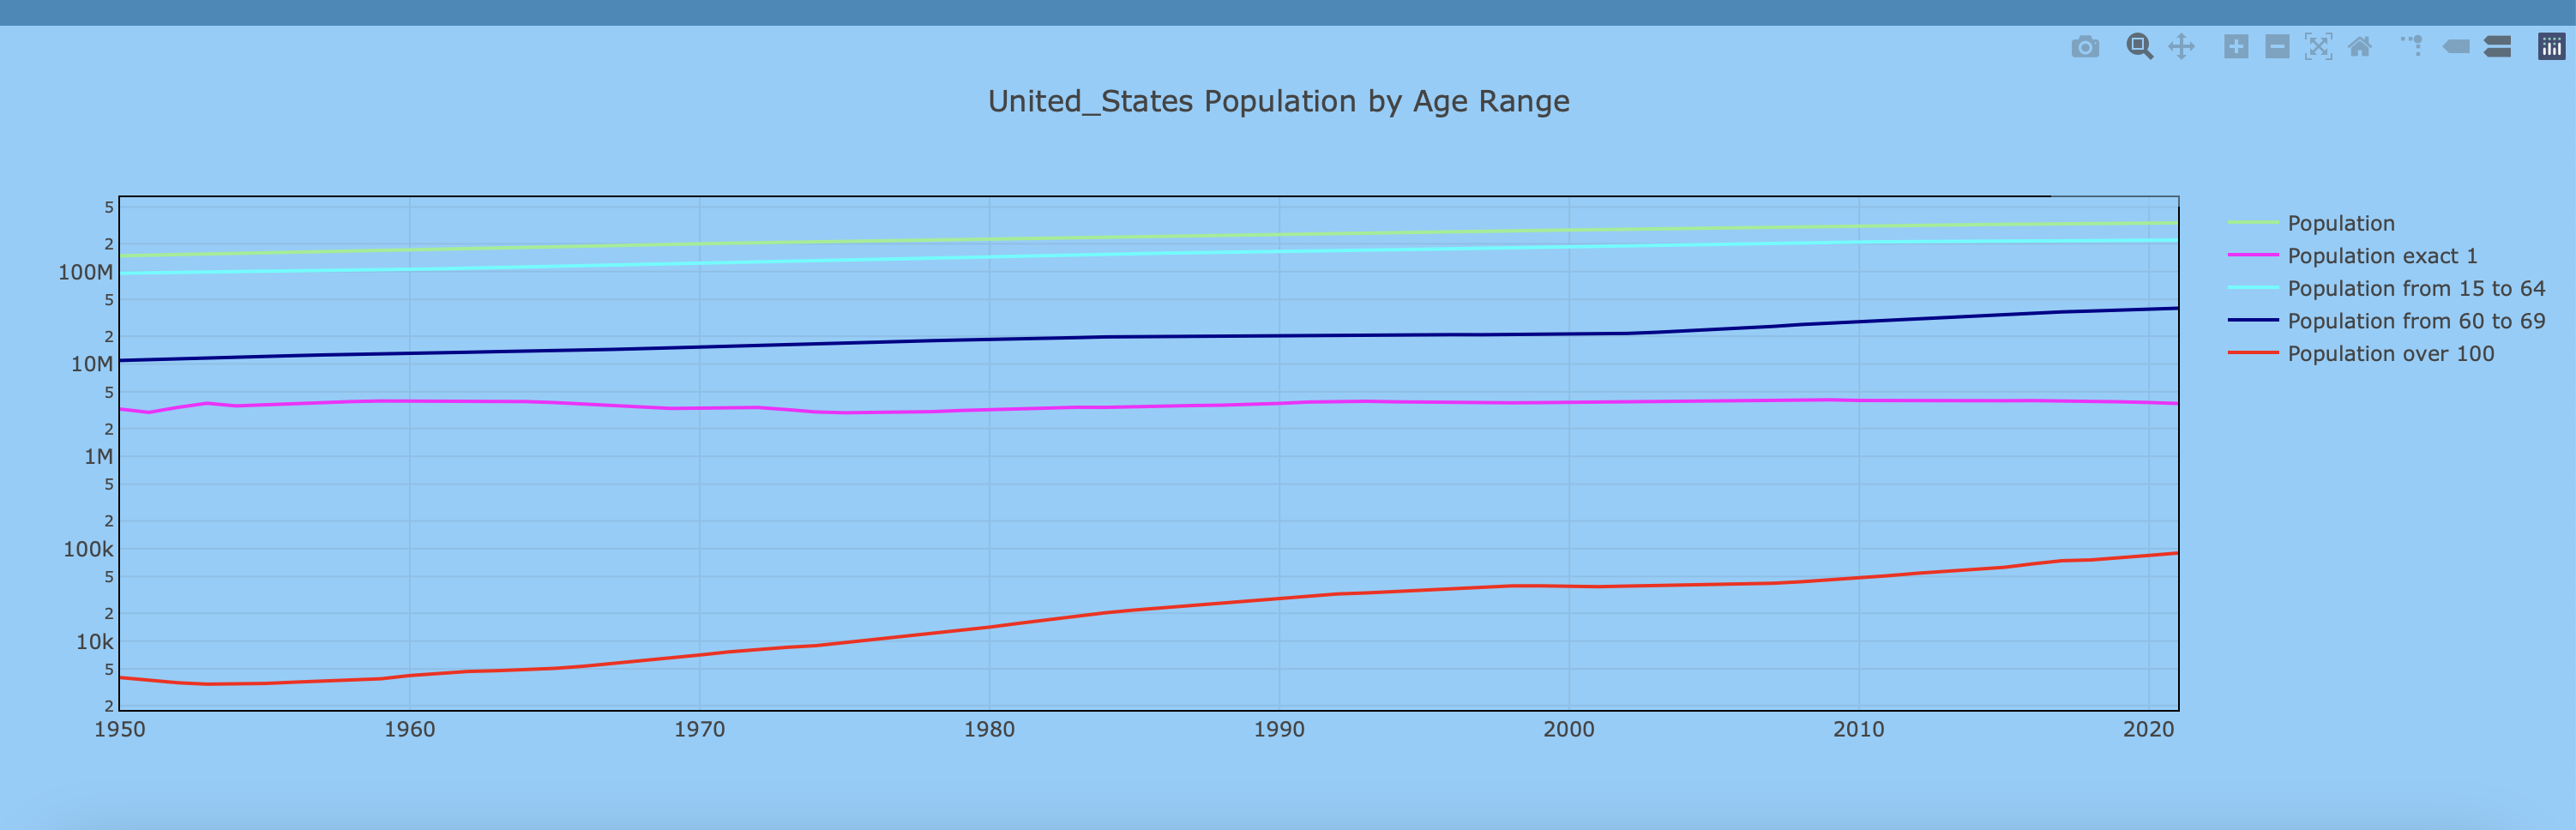 United_States Population by Age Range
5
2
100M
5
2
10M
5
2
1M
5
2
100k
5
2
10k
5
2
1950 1960 1970 1980 1990 2000 2010 2020
Population
Population exact 1
Population from 15 to 64
Population from 60 to 69
Population over 100